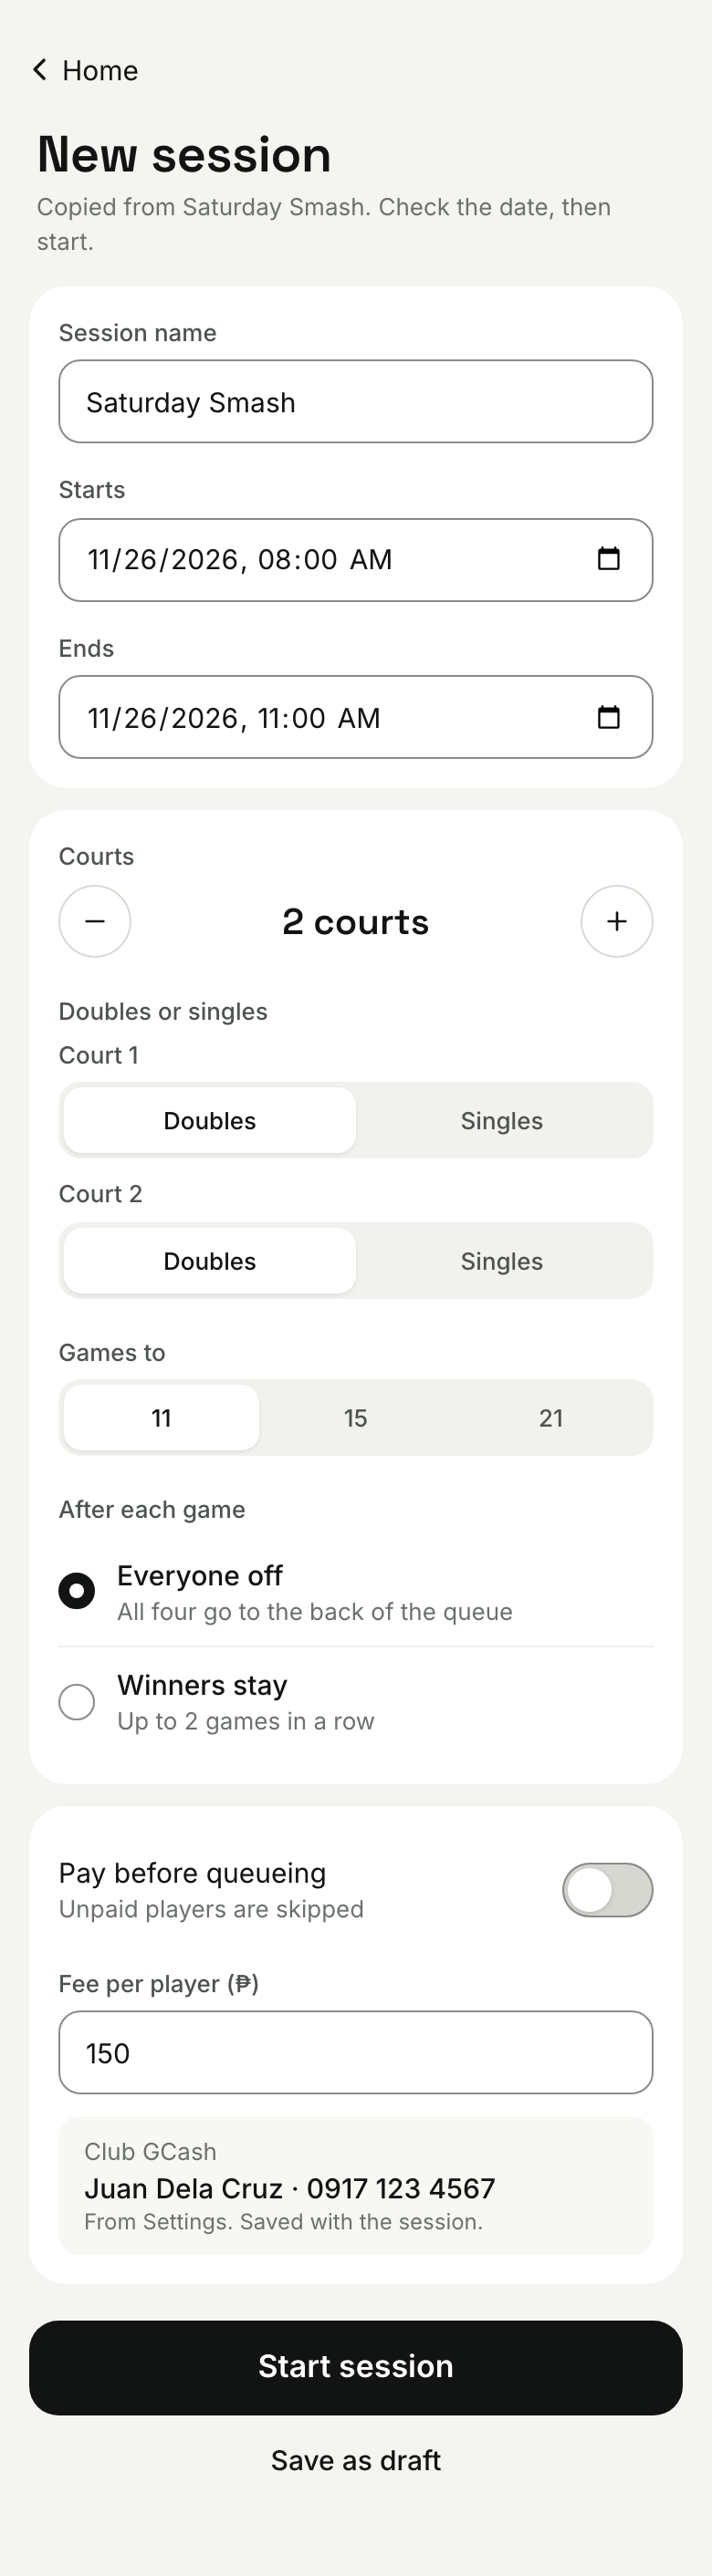 Home
New session
Copied from Saturday Smash. Check the date, then
start.
Session name
Saturday Smash
Starts
11/26/2026, 08:00 AM
Ends
11/26/2026, 11:00 AM
Courts
2 courts
Doubles or singles
Court 1
Doubles Singles
Court 2
Doubles Singles
Games to
11 15 21
After each game
Everyone off
All four go to the back of the queue
Winners stay
Up to 2 games in a row
Pay before queueing
Unpaid players are skipped
Fee per player (₱)
150
Club GCash
Juan Dela Cruz · 0917 123 4567
From Settings. Saved with the session.
Start session
Save as draft